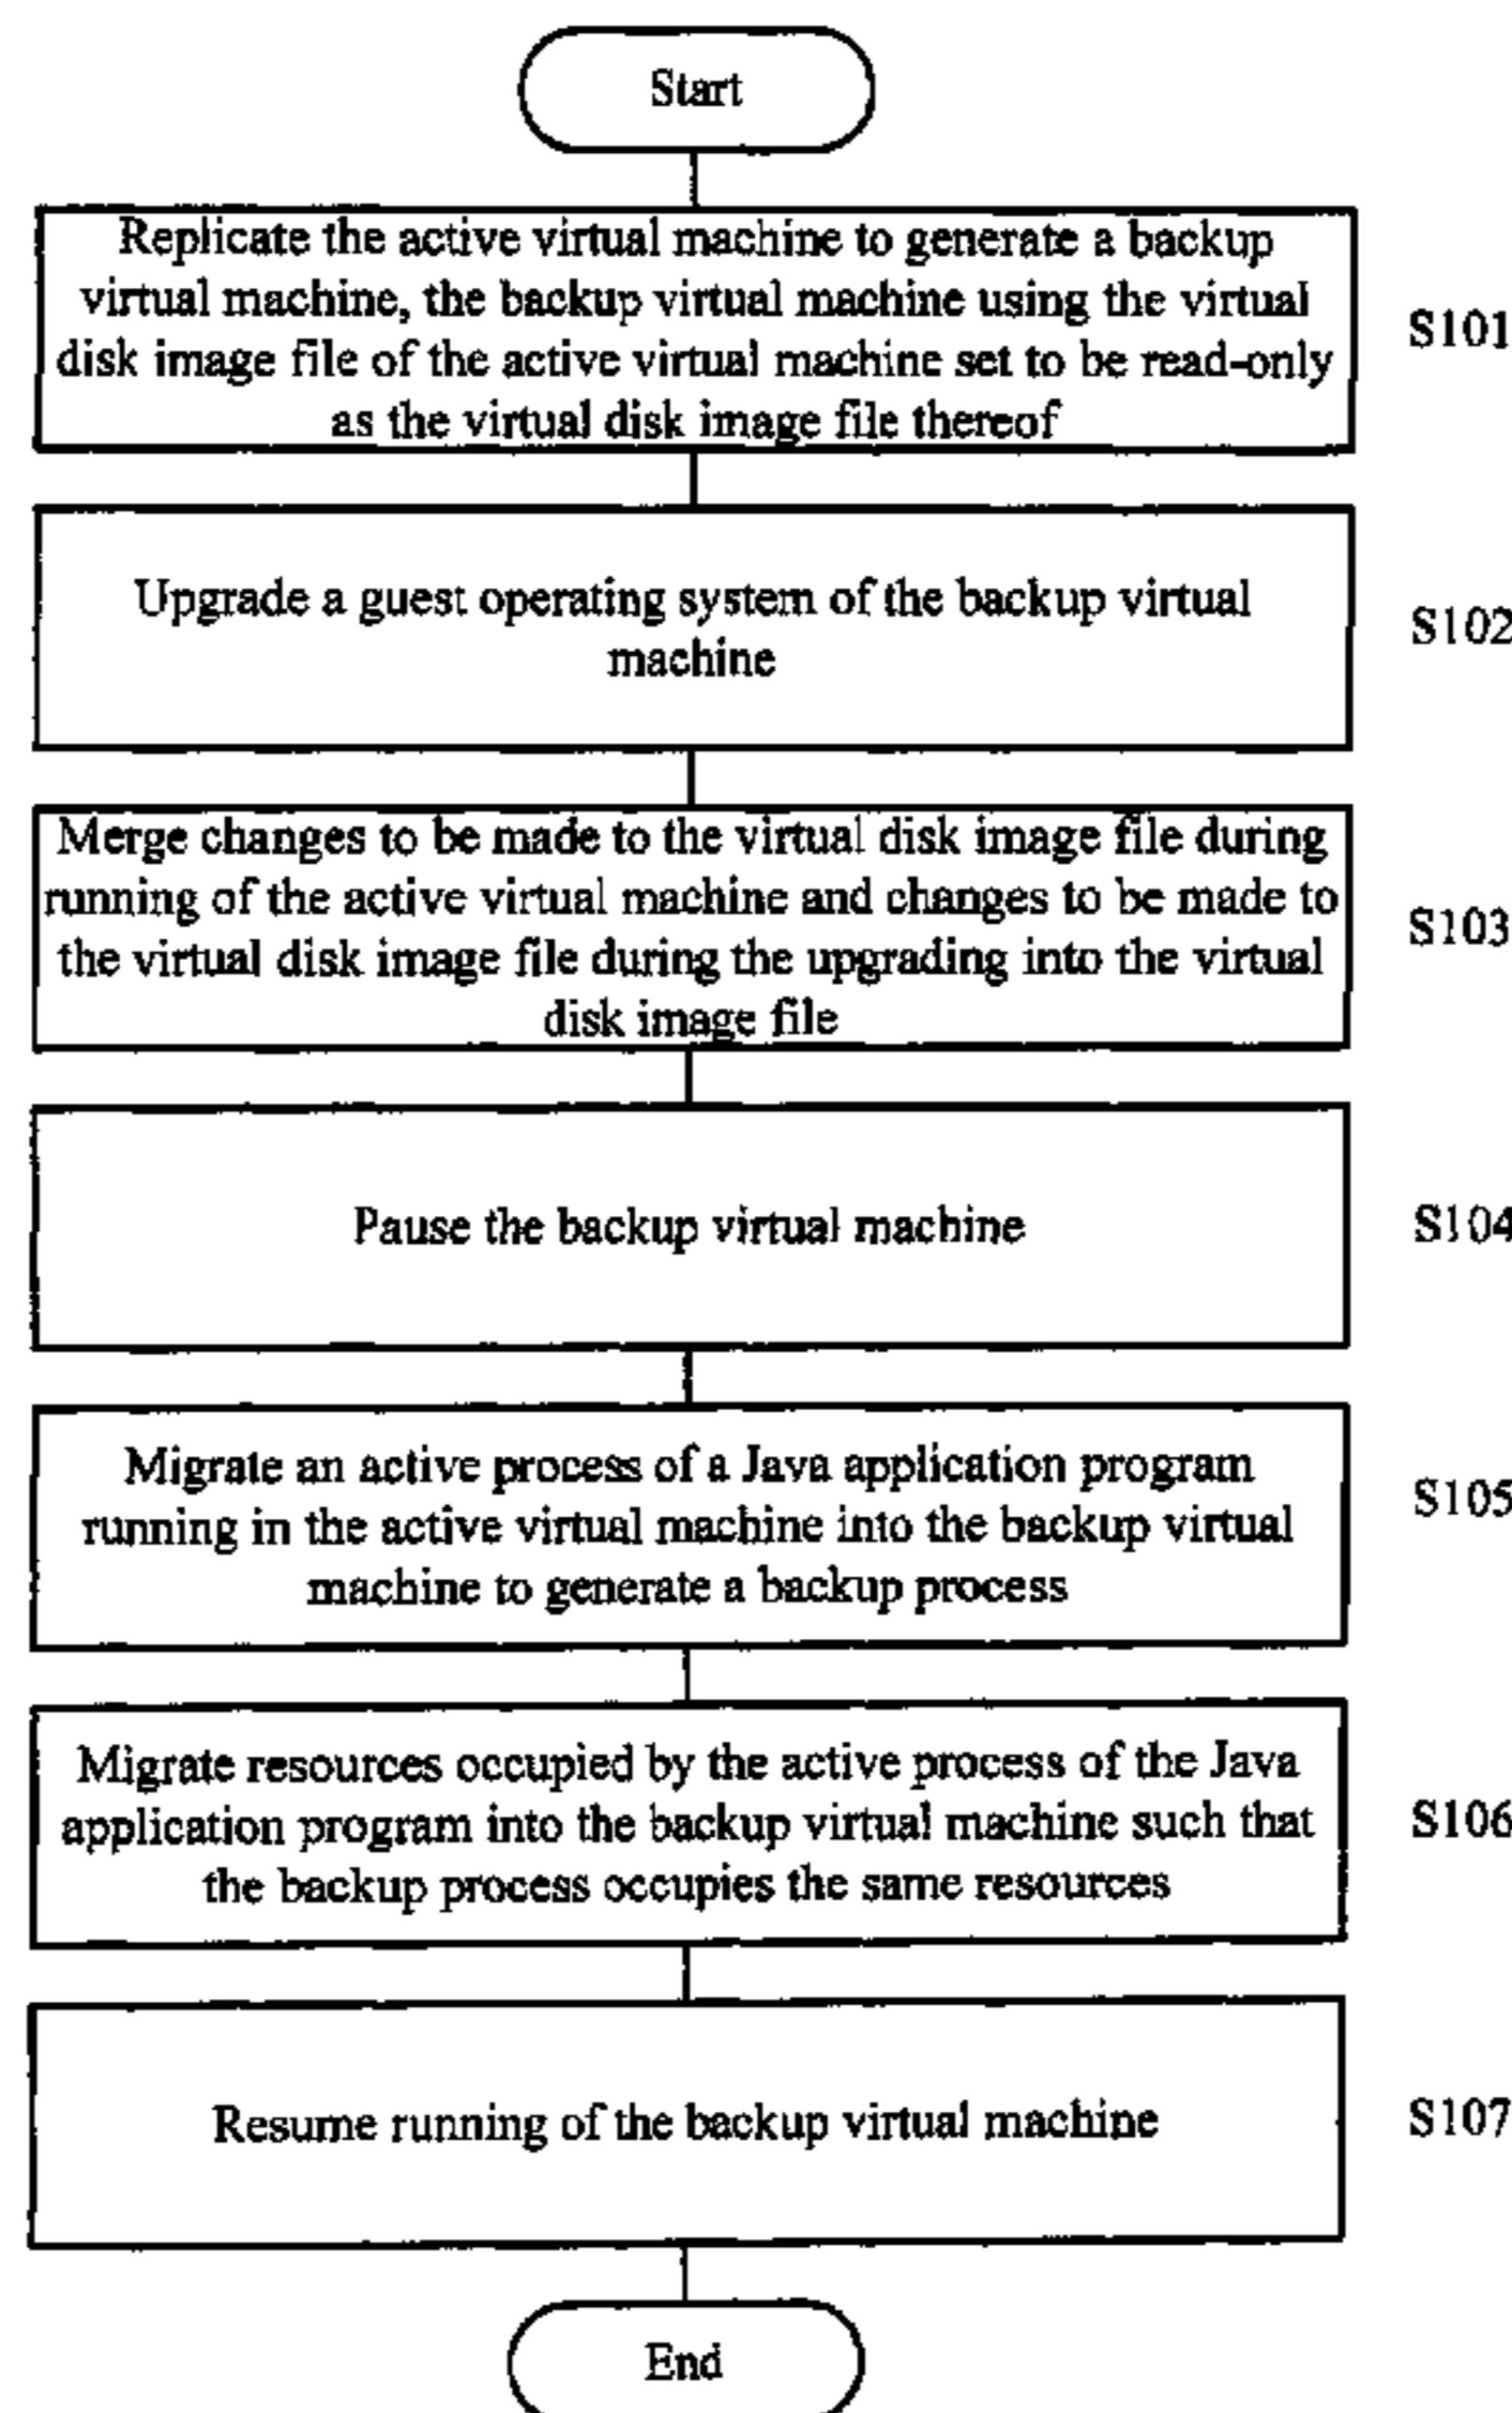 Start
Replicate the active virtual machine to generate a backup
virtual machine, the backup virtual machine using the virtual
disk image file of the active virtual machine set to be read-only
as the virtual disk image file thereof
S101
Upgrade a guest operating system of the backup virtual
machine
S102
Merge changes to be made to the virtual disk image file during
running of the active virtual machine and changes to be made to
the virtual disk image file during the upgrading into the virtual
disk image file
S103
Pause the backup virtual machine
S104
Migrate an active process of a Java application program
running in the active virtual machine into the backup virtual
machine to generate a backup process
S105
Migrate resources occupied by the active process of the Java
application program into the backup virtual machine such that
the backup process occupies the same resources
S106
Resume running of the backup virtual machine
S107
End